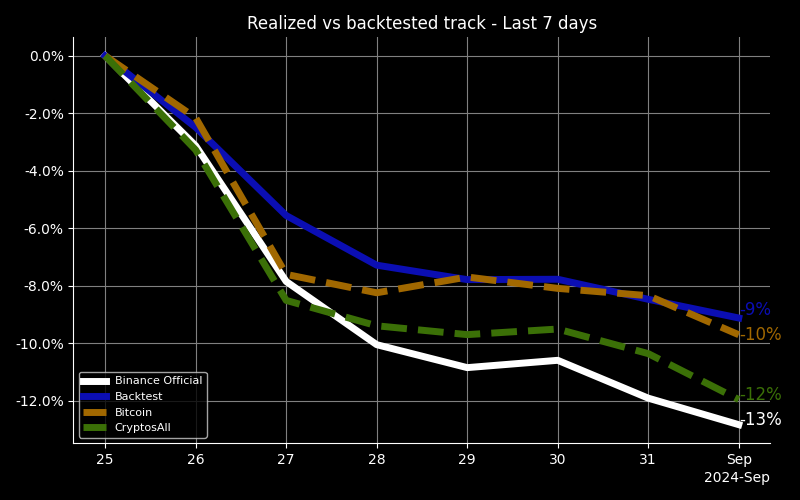 Realized vs backtested track - Last 7 days
0.0%
-2.0%
-4.0%
-6.0%
-8.0%
-10.0%
-12.0%
-9%
-10%
-12%
-13%
Binance Official
Backtest
Bitcoin
CryptosAll
25 26 27 28 29 30 31 Sep
2024-Sep